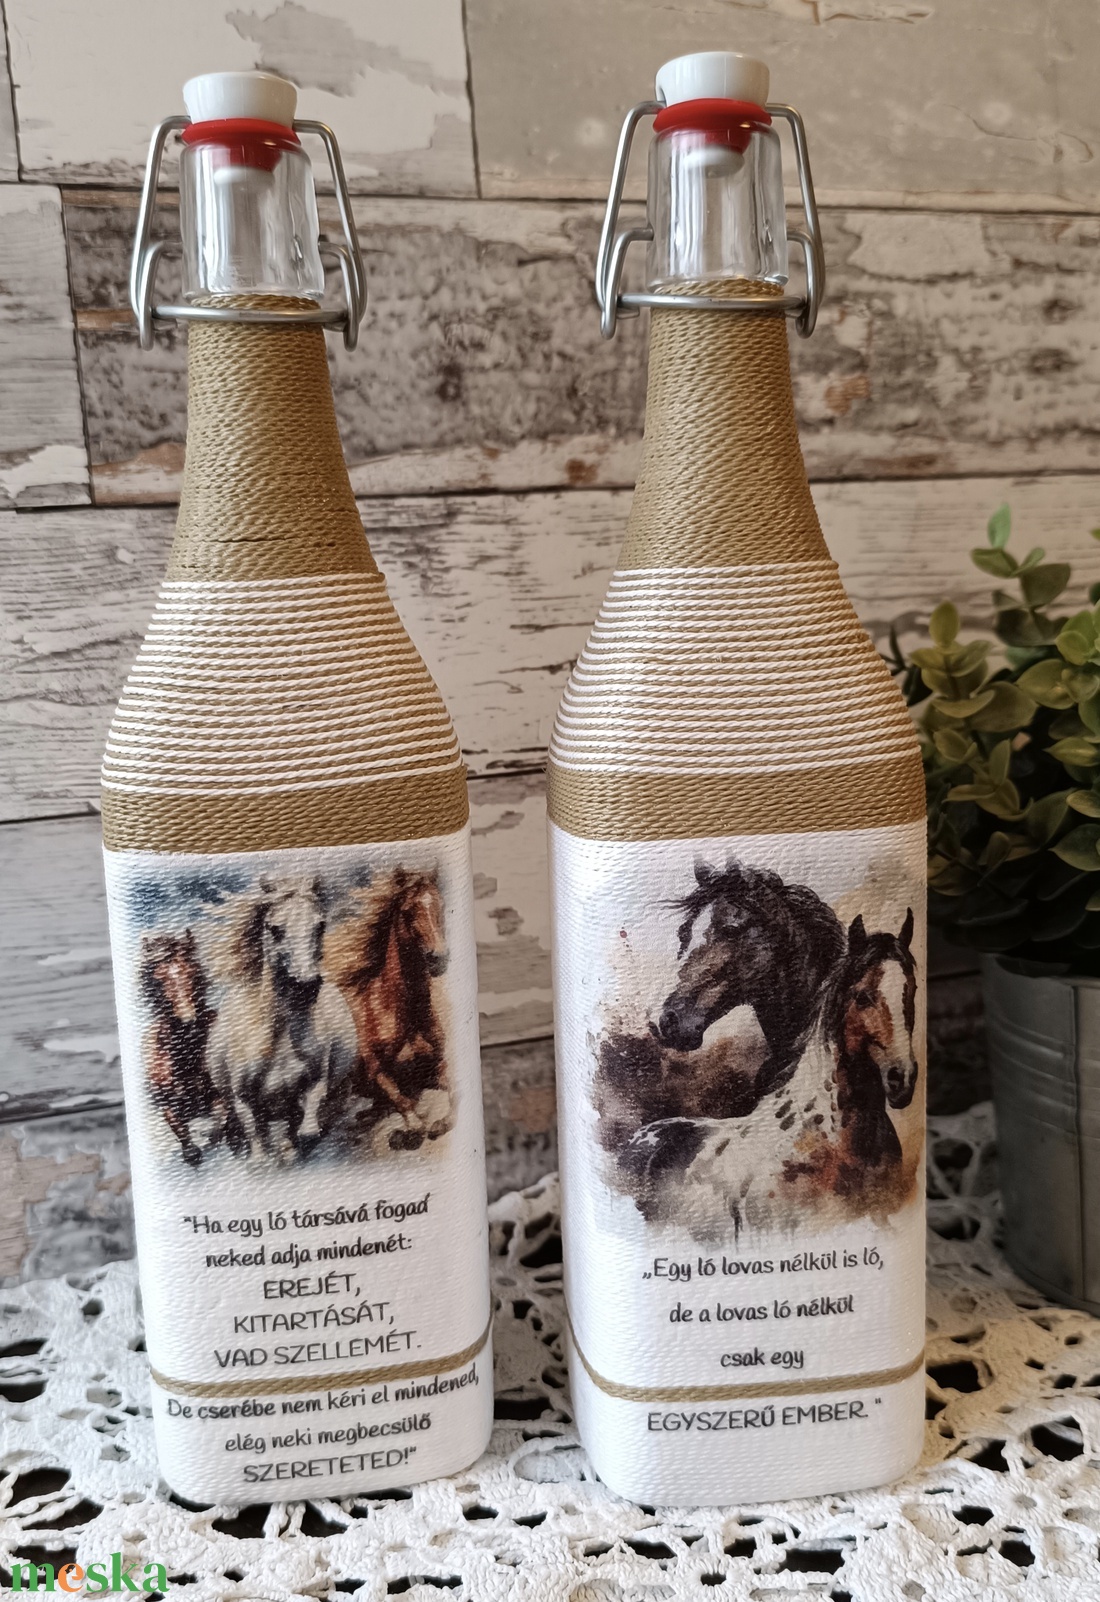 "Ha egy ló társává fogad
neked adja mindenét:
EREJÉT,
KITARTÁSÁT,
VAD SZELLEMÉT.
De cserébe nem kéri el mindened,
elég neki megbecsülő
SZERETETED!"
„Egy ló lovas nélkül is ló,
de a lovas ló nélkül
csak egy
EGYSZERŰ EMBER. "
meska